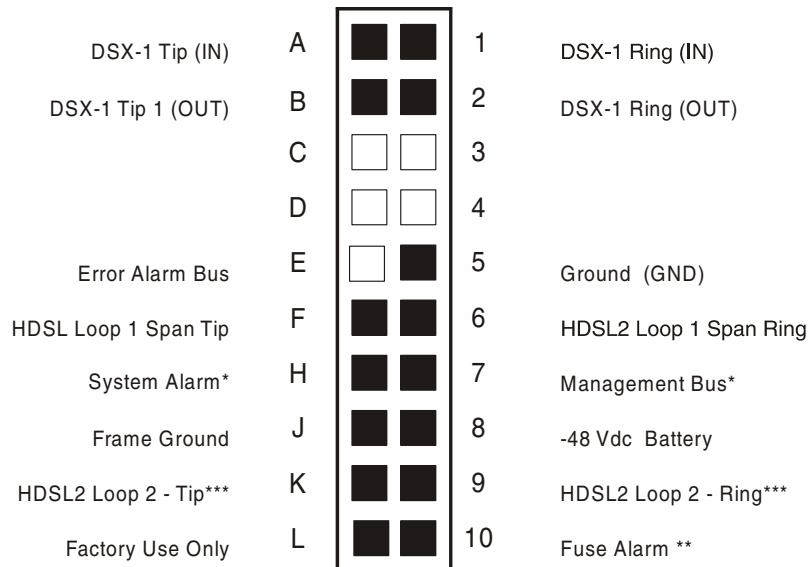 DSX-1 Tip (IN) A 1 DSX-1 Ring (IN)
DSX-1 Tip 1 (OUT) B 2 DSX-1 Ring (OUT)
C 3
D 4
Error Alarm Bus E 5 Ground (GND)
HDSL Loop 1 Span Tip F 6 HDSL2 Loop 1 Span Ring
System Alarm* H 7 Management Bus*
Frame Ground J 8 -48 Vdc Battery
HDSL2 Loop 2 - Tip*** K 9 HDSL2 Loop 2 - Ring***
Factory Use Only L 10 Fuse Alarm **